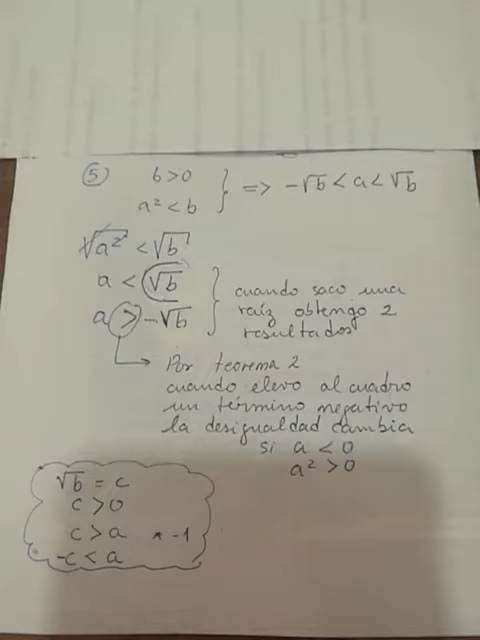 5 b>0 } => -√b < a < √b
a² < b
√a² < √b
a < √b } cuando saco una
raíz obtengo 2
resultados
a > -√b
Por teorema 2
cuando elevo al cuadro
un término negativo
la desigualdad cambia
si a < 0
a² > 0
√b = c
c > 0
c > a * -1
-c < a